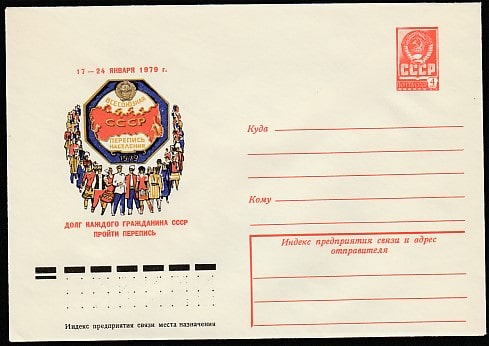 17 — 24 ЯНВАРЯ 1979 г.
ВСЕСОЮЗНАЯ
СССР
ПЕРЕПИСЬ
НАСЕЛЕНИЯ
1979
ДОЛГ КАЖДОГО ГРАЖДАНИНА СССР
ПРОЙТИ ПЕРЕПИСЬ
Индекс предприятия связи места назначения
СССР
4
Куда
Кому
Индекс предприятия связи и адрес
отправителя